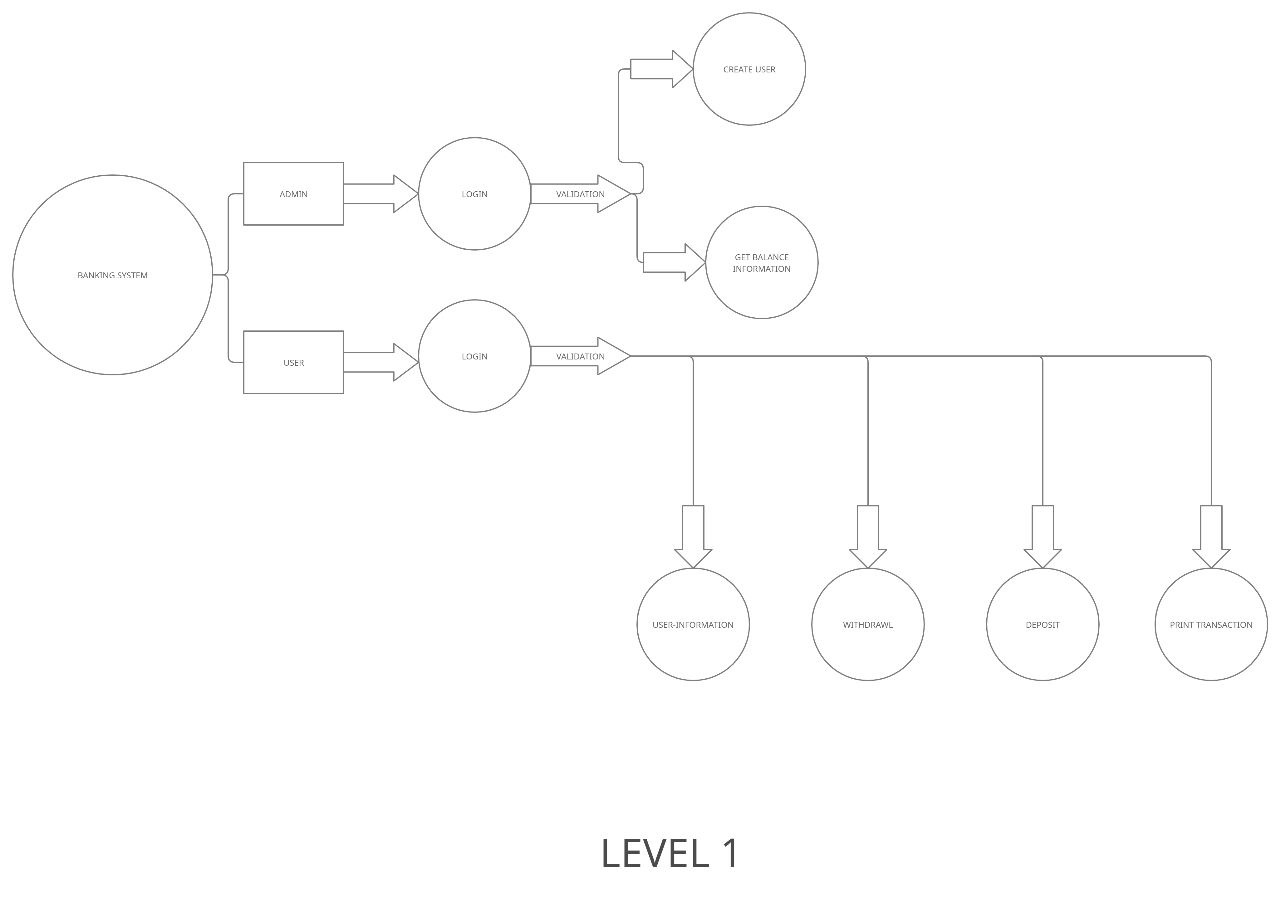 CREATE USER
ADMIN
LOGIN
VALIDATION
BANKING SYSTEM
GET BALANCE
INFORMATION
USER
LOGIN
VALIDATION
USER-INFORMATION
WITHDRAWL
DEPOSIT
PRINT TRANSACTION
LEVEL 1